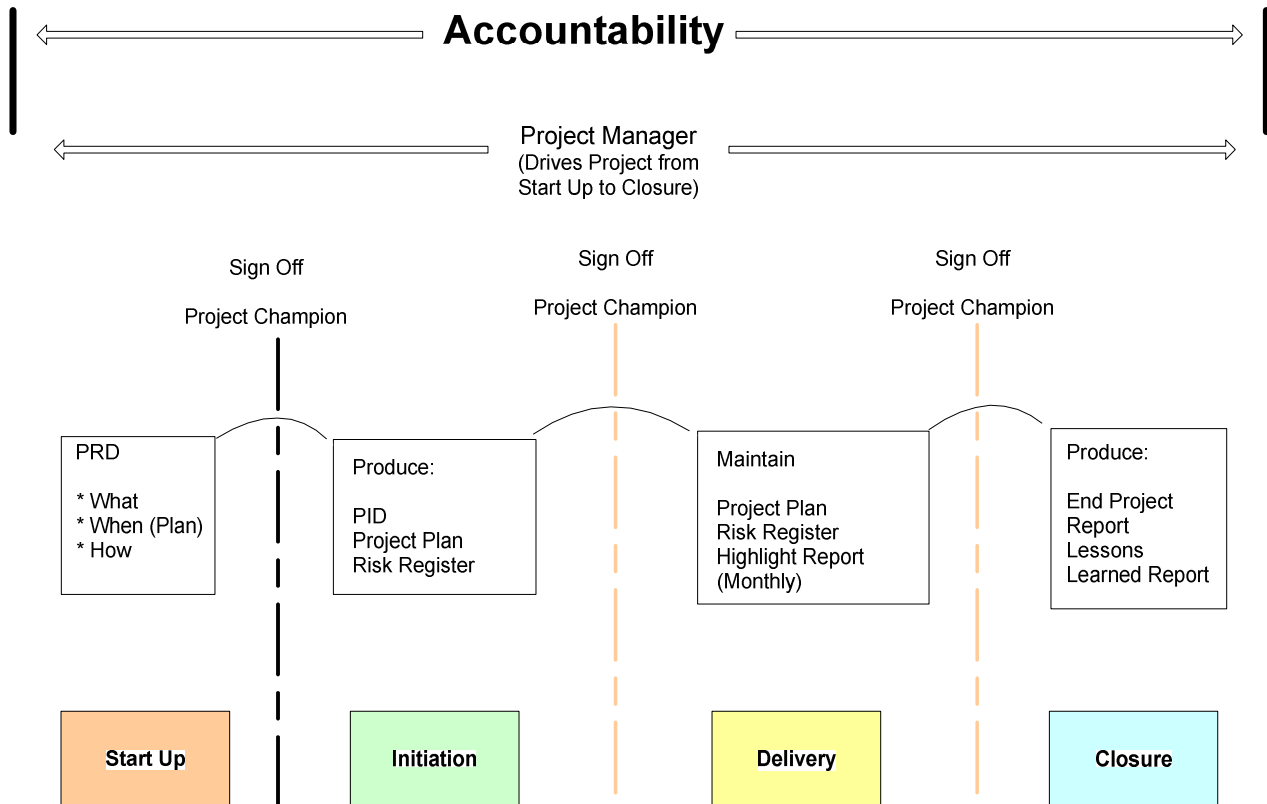 Accountability
Project Manager
(Drives Project from
Start Up to Closure)
Sign Off
Project Champion
Sign Off
Project Champion
Sign Off
Project Champion
PRD
* What
* When (Plan)
* How
Produce:
PID
Project Plan
Risk Register
Maintain
Project Plan
Risk Register
Highlight Report
(Monthly)
Produce:
End Project
Report
Lessons
Learned Report
Start Up
Initiation
Delivery
Closure